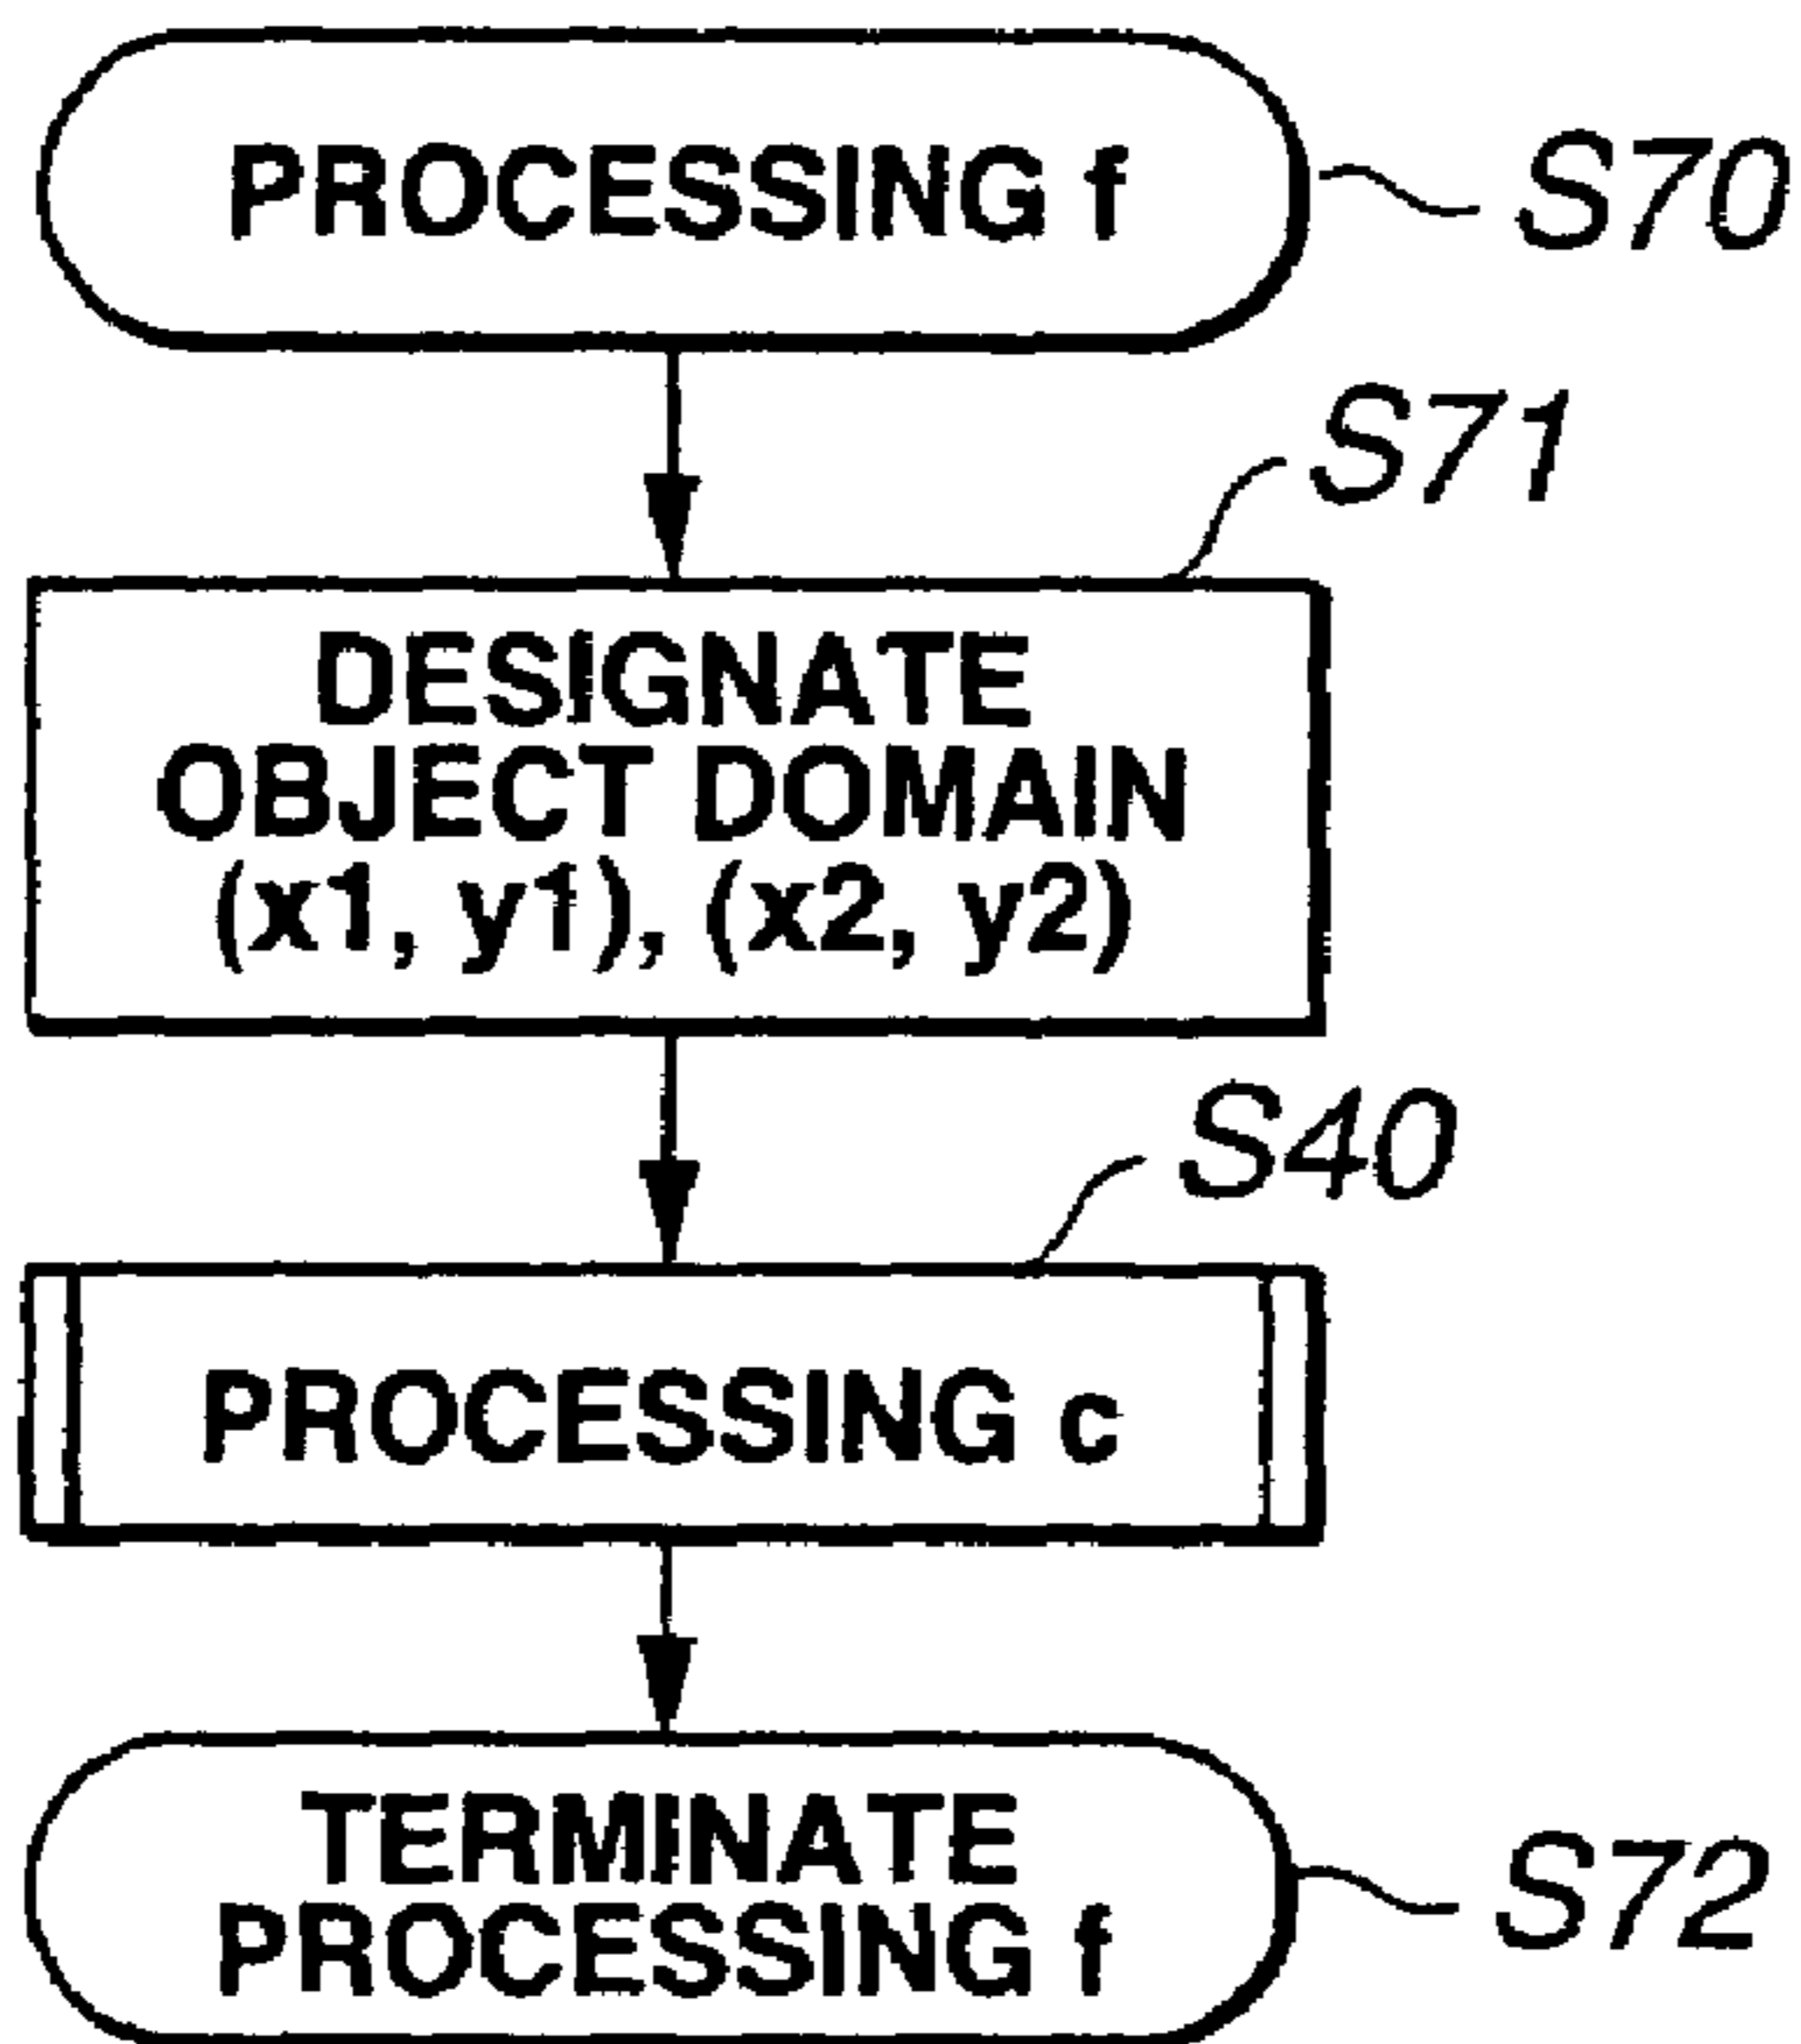 PROCESSING f
S70
S71
DESIGNATE
OBJECT DOMAIN
(x1, y1), (x2, y2)
S40
PROCESSING c
TERMINATE
PROCESSING f
S72